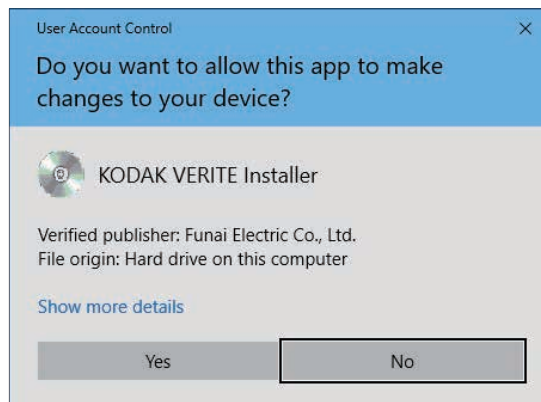 User Account Control
Do you want to allow this app to make
changes to your device?
KODAK VERITE Installer
Verified publisher: Funai Electric Co., Ltd.
File origin: Hard drive on this computer
Show more details
Yes
No